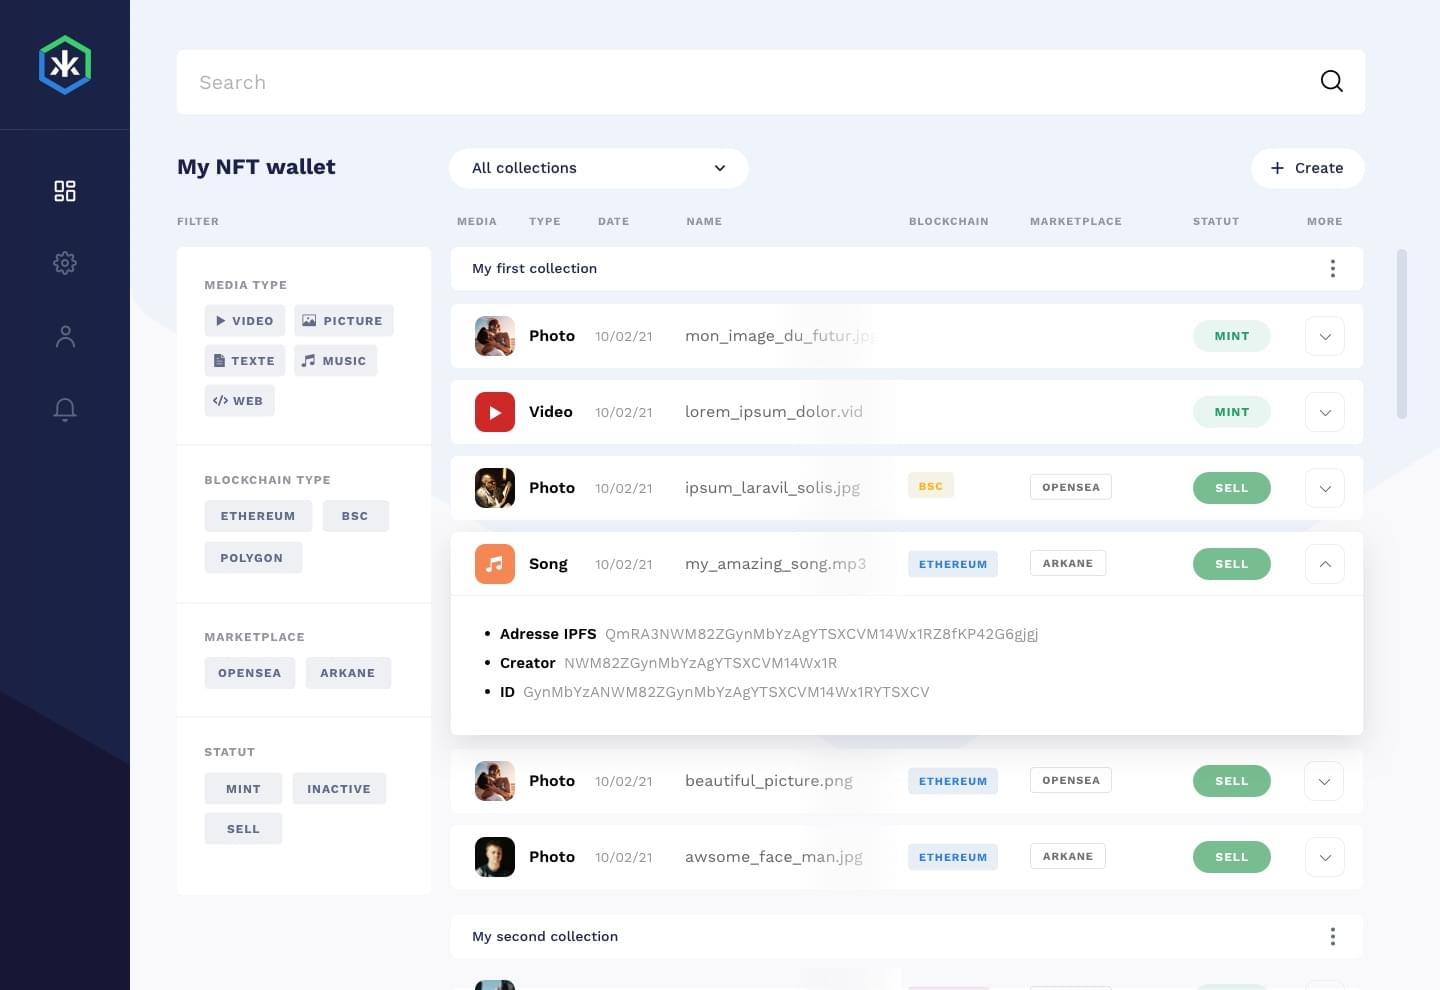 Search
My NFT wallet
All collections
Create
FILTER
MEDIA TYPE DATE NAME BLOCKCHAIN MARKETPLACE STATUT MORE
MEDIA TYPE
VIDEO PICTURE
TEXTE MUSIC
WEB
BLOCKCHAIN TYPE
ETHEREUM BSC
POLYGON
MARKETPLACE
OPENSEA ARKANE
STATUT
MINT INACTIVE
SELL
My first collection
Photo 10/02/21 mon_image_du_futur.jpg MINT
Video 10/02/21 lorem_ipsum_dolor.vid MINT
Photo 10/02/21 ipsum_laravil_solis.jpg BSC OPENSEA SELL
Song 10/02/21 my_amazing_song.mp3 ETHEREUM ARKANE SELL
• Adresse IPFS QmRA3NWM82ZGynMbYzAgYTSXCVM14Wx1RZ8fKP42G6gjgj
• Creator NWM82ZGynMbYzAgYTSXCVM14Wx1R
• ID GynMbYzANWM82ZGynMbYzAgYTSXCVM14Wx1RYTSXCV
Photo 10/02/21 beautiful_picture.png ETHEREUM OPENSEA SELL
Photo 10/02/21 awsome_face_man.jpg ETHEREUM ARKANE SELL
My second collection